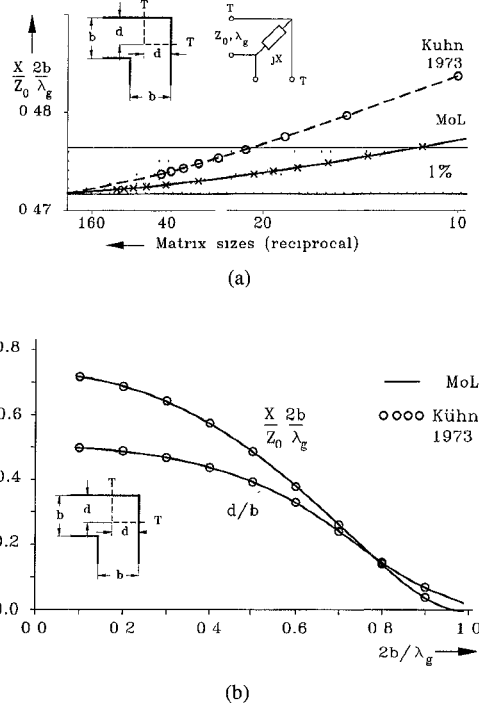 (a)
T
d
b
T
d
b
T
Z0, λg
jX
T
Kuhn
1973
MoL
1%
X 2b
Z0 λg
0 48
0 47
160 40 20 10
Matrix sizes (reciprocal)
(a)
0.8
0.6
0.4
0.2
0.0
0 0 0 2 0 4 0 6 0 8 1 0
2b/λg
X 2b
Z0 λg
d/b
MoL
Kühn
1973
T
d
b
T
d
b
(b)